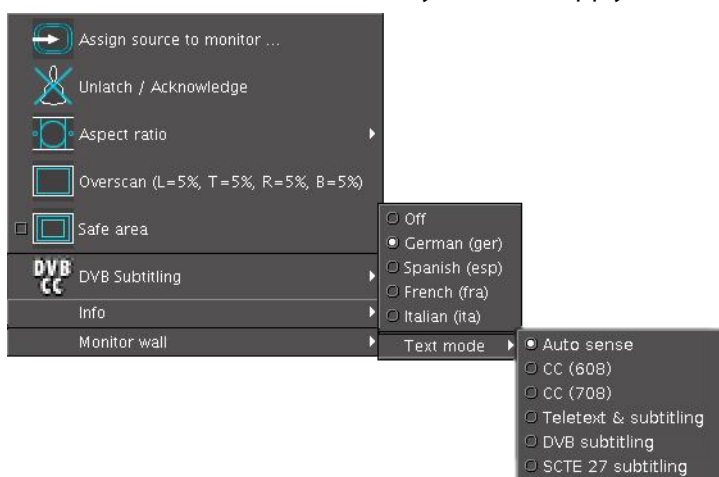 Assign source to monitor ...
Unlatch / Acknowledge
Aspect ratio
Overscan (L=5%, T=5%, R=5%, B=5%)
Safe area
DVB
CC
DVB Subtitling
Info
Monitor wall
Off
German (ger)
Spanish (esp)
French (fra)
Italian (ita)
Text mode
Auto sense
CC (608)
CC (708)
Teletext & subtitling
DVB subtitling
SCTE 27 subtitling